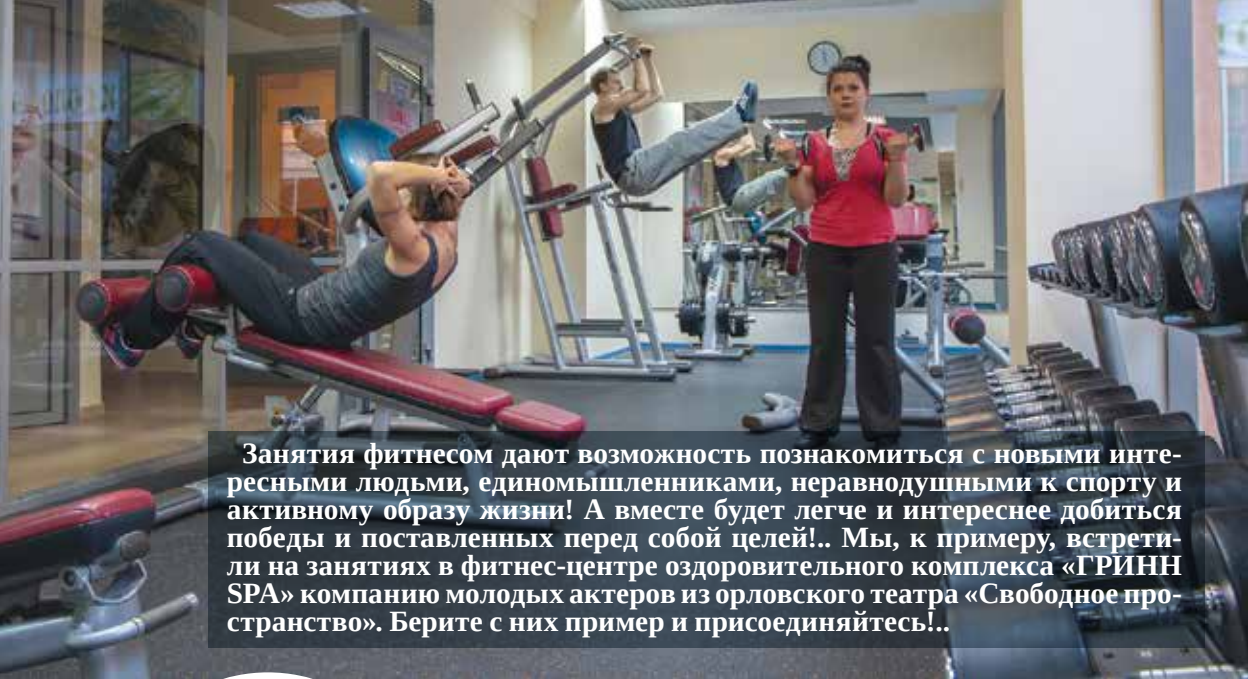 Занятия фитнесом дают возможность познакомиться с новыми инте-
ресными людьми, единомышленниками, неравнодушными к спорту и
активному образу жизни! А вместе будет легче и интереснее добиться
победы и поставленных перед собой целей!.. Мы, к примеру, встрети-
ли на занятиях в фитнес-центре оздоровительного комплекса «ГРИНН
SPA» компанию молодых актеров из орловского театра «Свободное про-
странство». Берите с них пример и присоединяйтесь!..